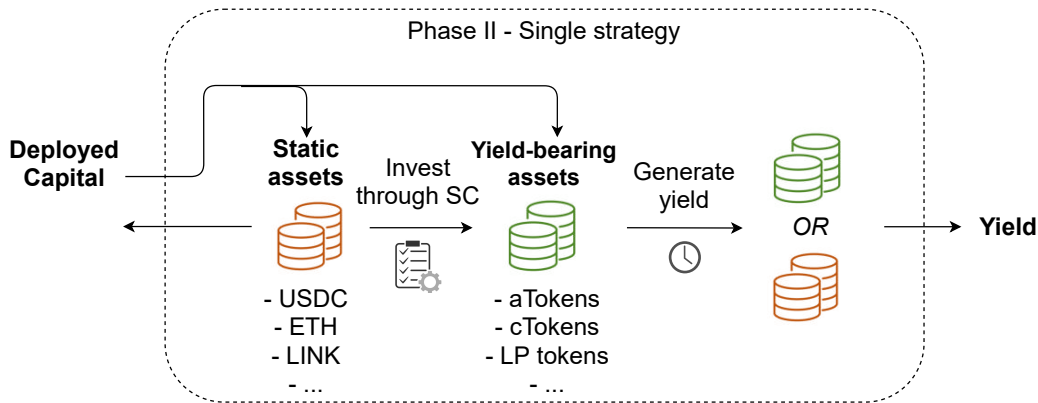 Phase II - Single strategy
Deployed
Capital
Static
assets
Invest
through SC
Yield-bearing
assets
Generate
yield
OR
Yield
- USDC
- ETH
- LINK
- ...
- aTokens
- cTokens
- LP tokens
- ...